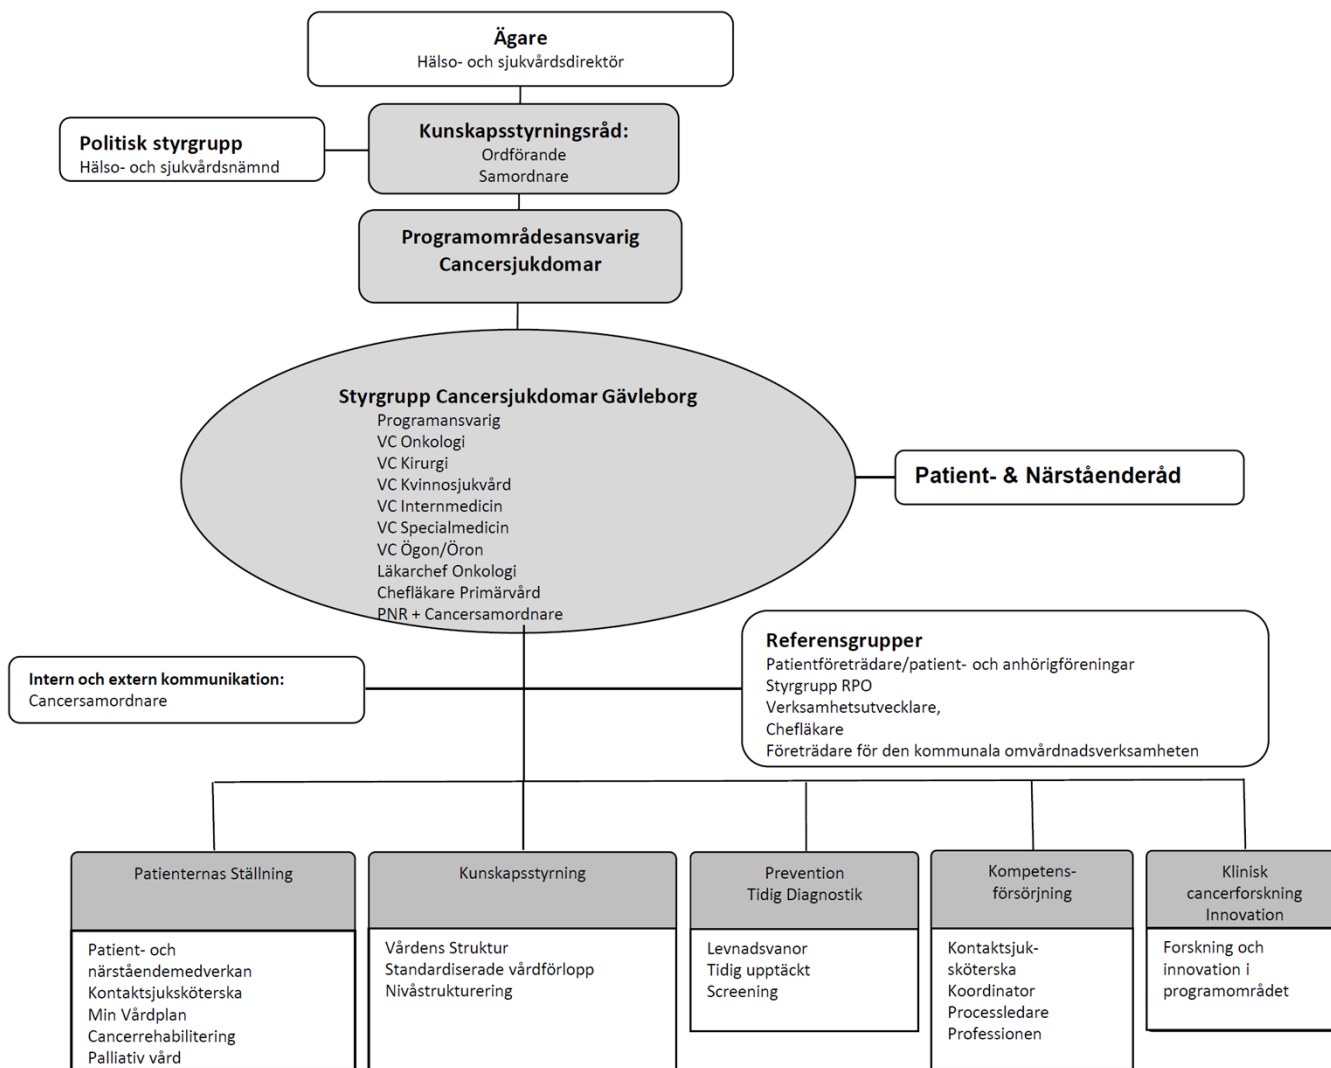 Ägare
Hälso- och sjukvårdsdirektör
Politisk styrgrupp
Hälso- och sjukvårdsnämnd
Kunskapsstyrningsråd:
Ordförande
Samordnare
Programområdesansvarig
Cancersjukdomar
Styrgrupp Cancersjukdomar Gävleborg
Programansvarig
VC Onkologi
VC Kirurgi
VC Kvinnosjukvård
VC Internmedicin
VC Specialmedicin
VC Ögon/Öron
Läkarchef Onkologi
Chefläkare Primärvård
PNR + Cancersamordnare
Patient- & Närståenderåd
Intern och extern kommunikation:
Cancersamordnare
Referensgrupper
Patientföreträdare/patient- och anhörigföreningar
Styrgrupp RPO
Verksamhetsutvecklare,
Chefläkare
Företrädare för den kommunala omvårdnadsverksamheten
Patienternas Ställning
Patient- och
närståendemedverkan
Kontaktsjuksköterska
Min Vårdplan
Cancerrehabilitering
Palliativ vård
Kunskapsstyrning
Vårdens Struktur
Standardiserade vårdförlopp
Nivåstrukturering
Prevention
Tidig Diagnostik
Levnadsvanor
Tidig upptäckt
Screening
Kompetens-
försörjning
Kontaktsjuk-
sköterska
Koordinator
Processledare
Professionen
Klinisk
cancerforskning
Innovation
Forskning och
innovation i
programområdet